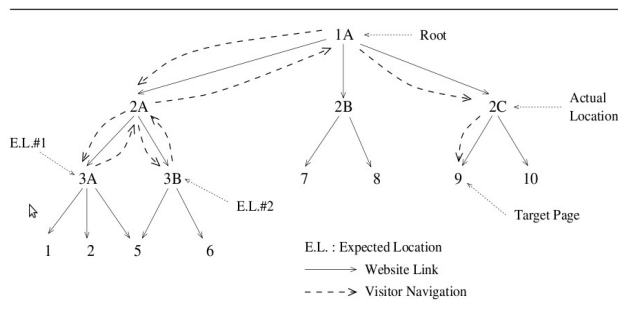 1A
Root
2A
2B
2C
Actual
Location
E.L.#1
3A
3B
7
8
9
10
E.L.#2
Target Page
1
2
5
6
E.L. : Expected Location
Website Link
Visitor Navigation